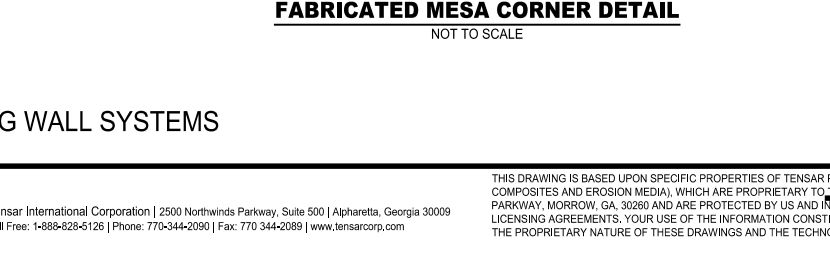 FABRICATED MESA CORNER DETAIL
NOT TO SCALE
G WALL SYSTEMS
THIS DRAWING IS BASED UPON SPECIFIC PROPERTIES OF TENSAR
COMPOSITES AND EROSION MEDIA), WHICH ARE PROPRIETARY TO
PARKWAY, MORROW, GA, 30260 AND ARE PROTECTED BY US AND
LICENSING AGREEMENTS. YOUR USE OF THE INFORMATION CONSTI
THE PROPRIETARY NATURE OF THESE DRAWINGS AND THE TECHNO
nsar International Corporation | 2500 Northwinds Parkway, Suite 500 | Alpharetta, Georgia 30009
ll Free: 1-888-828-5126 | Phone: 770-344-2090 | Fax: 770 344-2089 | www.tensarcorp.com